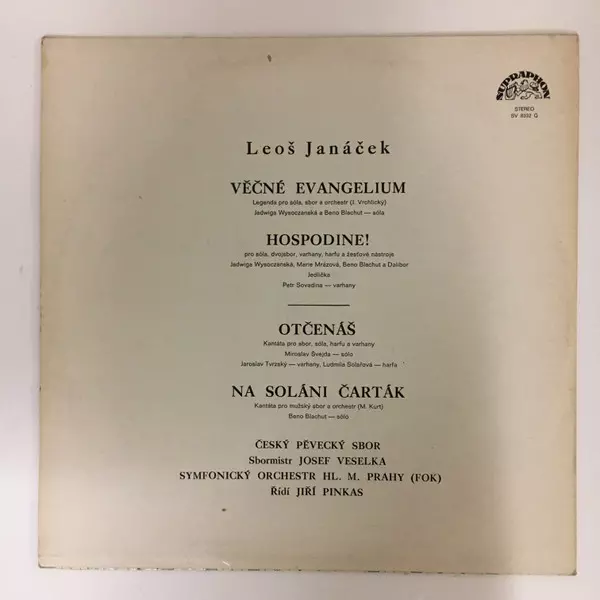 SUPRAPHON
STEREO
SV 8552 G
Leoš Janáček
VĚČNÉ EVANGELIUM
Legenda pro sóla, sbor a orchestr (J. Vrchlický)
Jadwiga Wysoczanská a Beno Blachut — sóla
HOSPODINE!
pro sóla, dvojsbor, varhany, harfu a žesťové nástroje
Jadwiga Wysoczanská, Marie Mrázová, Beno Blachut a Dalibor
Jedlička
Petr Sovadina — varhany
OTČENÁŠ
Kantáta pro sbor, sóla, harfu a varhany
Miroslav Švejda — sólo
Jaroslav Tvrzský — varhany, Ludmila Solařová — harfa
NA SOLÁNI ČARTÁK
Kantáta pro mužský sbor a orchestr (M. Kurt)
Beno Blachut — sólo
ČESKÝ PĚVECKÝ SBOR
Sbormistr JOSEF VESELKA
SYMFONICKÝ ORCHESTR HL. M. PRAHY (FOK)
Řídí JIŘÍ PINKAS